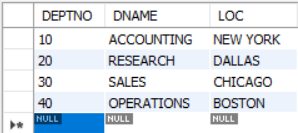 DEPTNO DNAME LOC
10 ACCOUNTING NEW YORK
20 RESEARCH DALLAS
30 SALES CHICAGO
40 OPERATIONS BOSTON
NULL NULL NULL